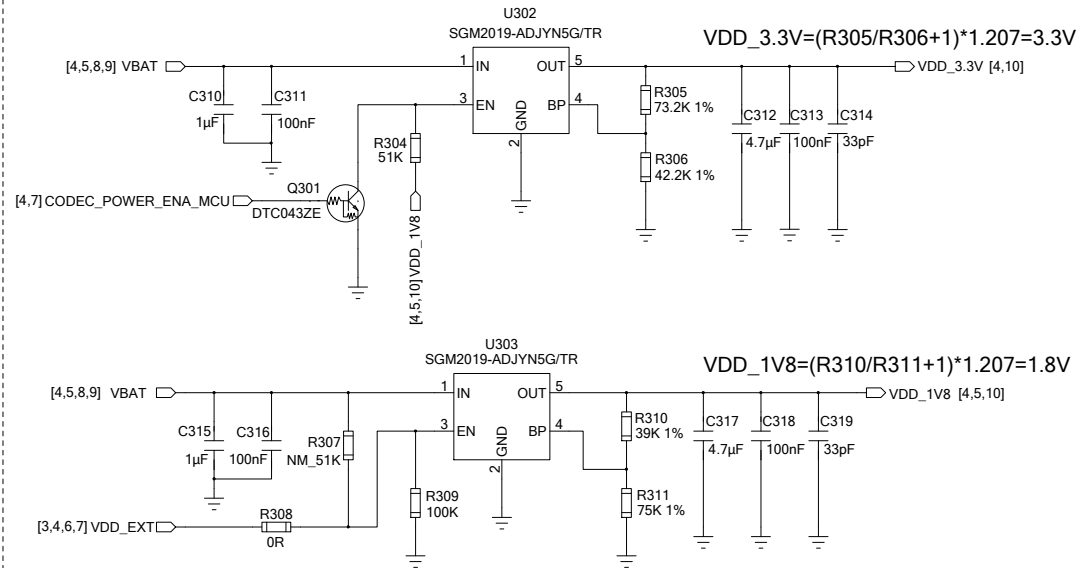 U302
SGM2019-ADJYN5G/TR
VDD_3.3V=(R305/R306+1)*1.207=3.3V
[4,5,8,9] VBAT
1
IN
OUT
5
VDD_3.3V [4,10]
C310
1μF
C311
100nF
3
EN
BP
4
GND
2
R304
51K
R305
73.2K 1%
R306
42.2K 1%
C312
4.7μF
C313
100nF
C314
33pF
[4,7] CODEC_POWER_ENA_MCU
Q301
DTC043ZE
[4,5,10] VDD_1V8
U303
SGM2019-ADJYN5G/TR
VDD_1V8=(R310/R311+1)*1.207=1.8V
[4,5,8,9] VBAT
1
IN
OUT
5
VDD_1V8 [4,5,10]
C315
1μF
C316
100nF
R307
NM_51K
3
EN
BP
4
GND
2
R310
39K 1%
C317
4.7μF
C318
100nF
C319
33pF
R309
100K
R311
75K 1%
[3,4,6,7] VDD_EXT
R308
0R